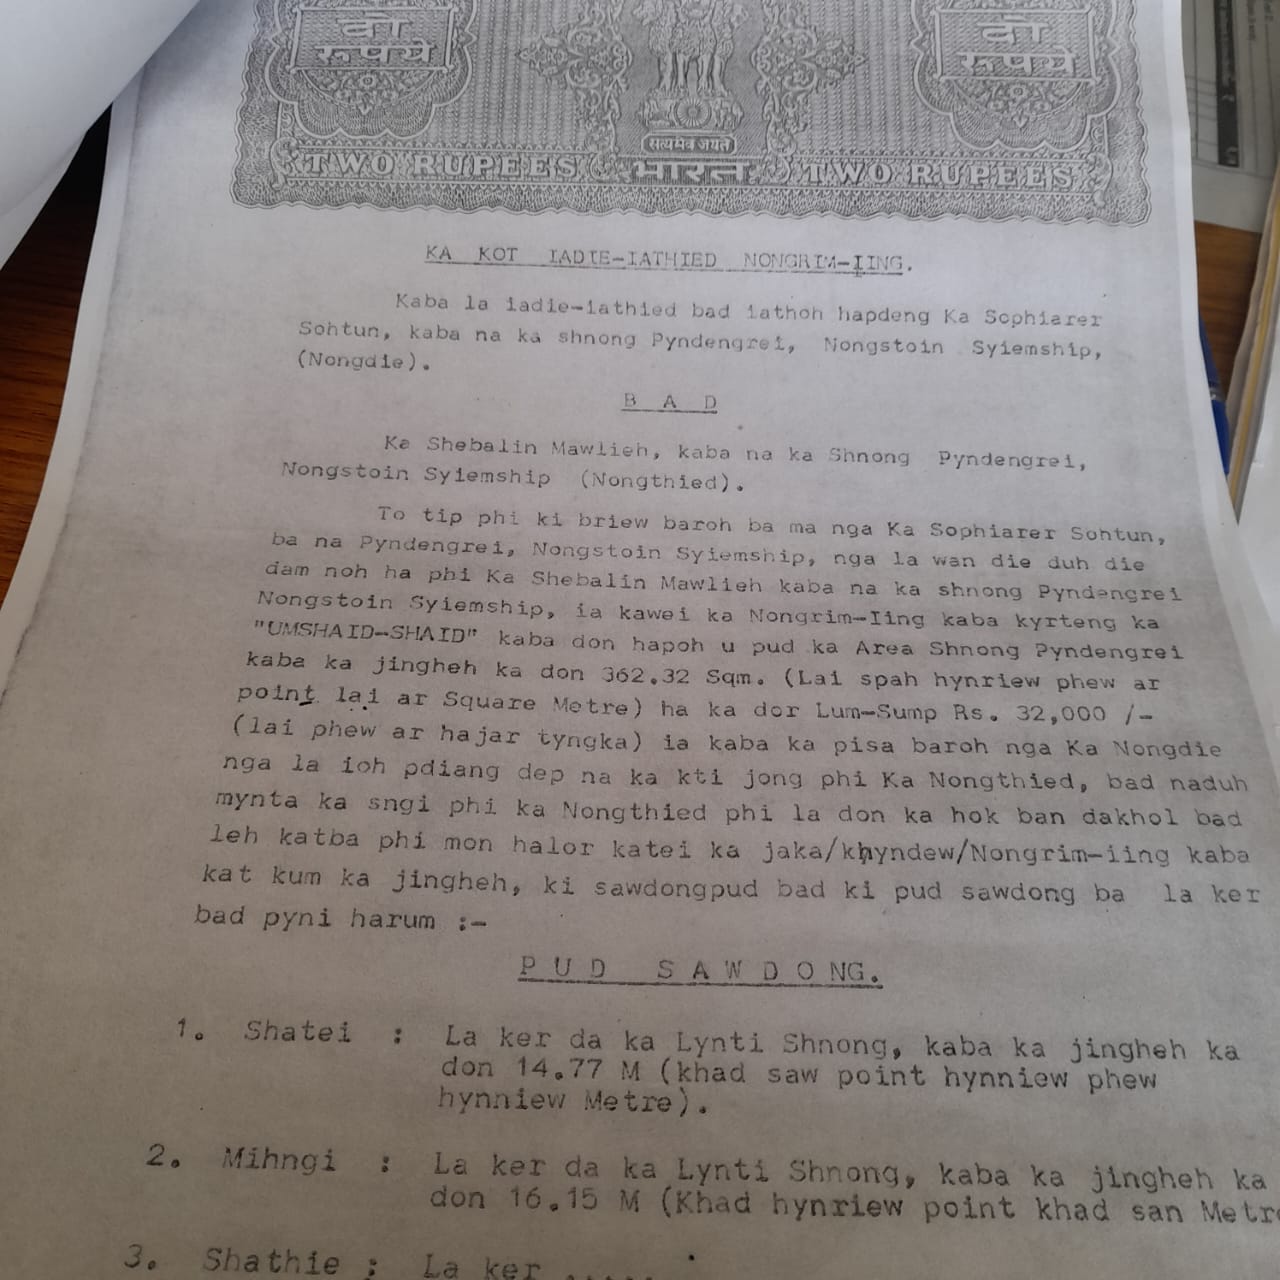 दो
रूपये
दो
रूपये
सत्यमेव जयते
TWO RUPEES भारत TWO RUPEES
KA KOT IADIE-IATHIED NONGRIM-IING.
Kaba la iadie-iathied bad iathoh hapdeng Ka Sophiarer
Sohtun, kaba na ka shnong Pyndengrei, Nongstoin Syiemship,
(Nongdie).
B A D
Ka Shebalin Mawlieh, kaba na ka Shnong Pyndengrei,
Nongstoin Syiemship (Nongthied).
To tip phi ki briew baroh ba ma nga Ka Sophiarer Sohtun,
ba na Pyndengrei, Nongstoin Syiemship, nga la wan die duh die
dam noh ha phi Ka Shebalin Mawlieh kaba na ka shnong Pyndengrei
Nongstoin Syiemship, ia kawei ka Nongrim-Iing kaba kyrteng ka
"UMSHAID-SHAID" kaba don hapoh u pud ka Area Shnong Pyndengrei
kaba ka jingheh ka don 362.32 Sqm. (Lai spah hynriew phew ar
point lai ar Square Metre) ha ka dor Lum-Sump Rs. 32,000 /-
(lai phew ar hajar tyngka) ia kaba ka pisa baroh nga Ka Nongdie
nga la ioh pdiang dep na ka kti jong phi Ka Nongthied, bad naduh
mynta ka sngi phi ka Nongthied phi la don ka hok ban dakhol bad
leh katba phi mon halor katei ka jaka/khyndew/Nongrim-iing kaba
kat kum ka jingheh, ki sawdongpud bad ki pud sawdong ba la ker
bad pyni harum :-
P U D S A W D O NG.
1. Shatei : La ker da ka Lynti Shnong, kaba ka jingheh ka
don 14.77 M (khad saw point hynniew phew
hynniew Metre).
2. Mihngi : La ker da ka Lynti Shnong, kaba ka jingheh ka
don 16.15 M (Khad hynriew point khad san Metr
3. Shathie : La ker .....